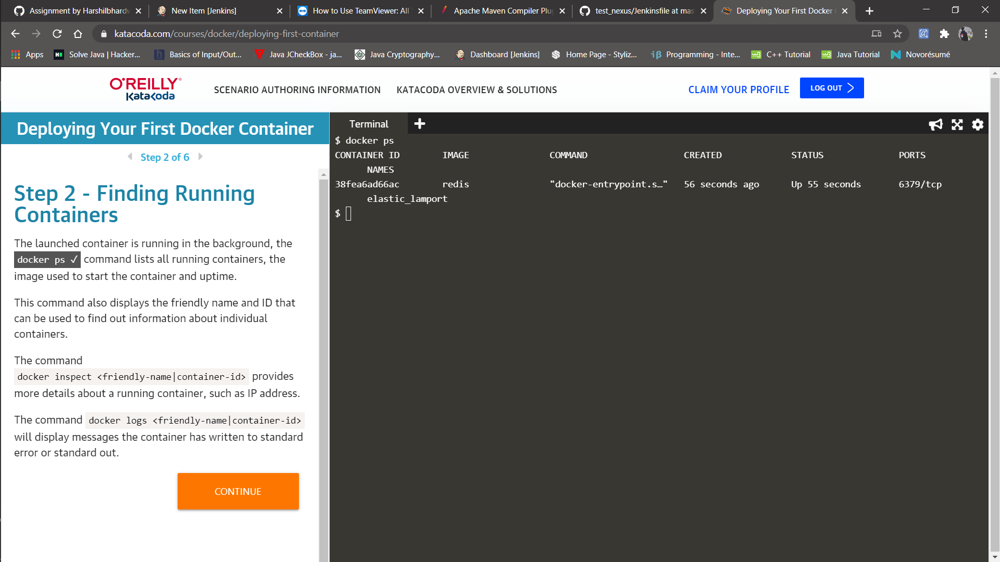 Assignment by Harshilbhardw
New Item [Jenkins]
How to Use TeamViewer: All
Apache Maven Compiler Plug
test_nexus/Jenkinsfile at mas
Deploying Your First Docker
katacoda.com/courses/docker/deploying-first-container
Apps
Solve Java | Hacker...
Basics of Input/Out...
Java JCheckBox - ja...
Java Cryptography...
Dashboard [Jenkins]
Home Page - Styliz...
Programming - Inte...
C++ Tutorial
Java Tutorial
Novorésumé
O'REILLY®
Katacoda
SCENARIO AUTHORING INFORMATION
KATACODA OVERVIEW & SOLUTIONS
CLAIM YOUR PROFILE
LOG OUT
Deploying Your First Docker Container
Step 2 of 6
Step 2 - Finding Running
Containers
The launched container is running in the background, the
docker ps ✓ command lists all running containers, the
image used to start the container and uptime.
This command also displays the friendly name and ID that
can be used to find out information about individual
containers.
The command
docker inspect <friendly-name|container-id> provides
more details about a running container, such as IP address.
The command docker logs <friendly-name|container-id>
will display messages the container has written to standard
error or standard out.
CONTINUE
Terminal
$ docker ps
CONTAINER ID IMAGE COMMAND CREATED STATUS PORTS
NAMES
38fea6ad66ac redis "docker-entrypoint.s…" 56 seconds ago Up 55 seconds 6379/tcp
elastic_lamport
$